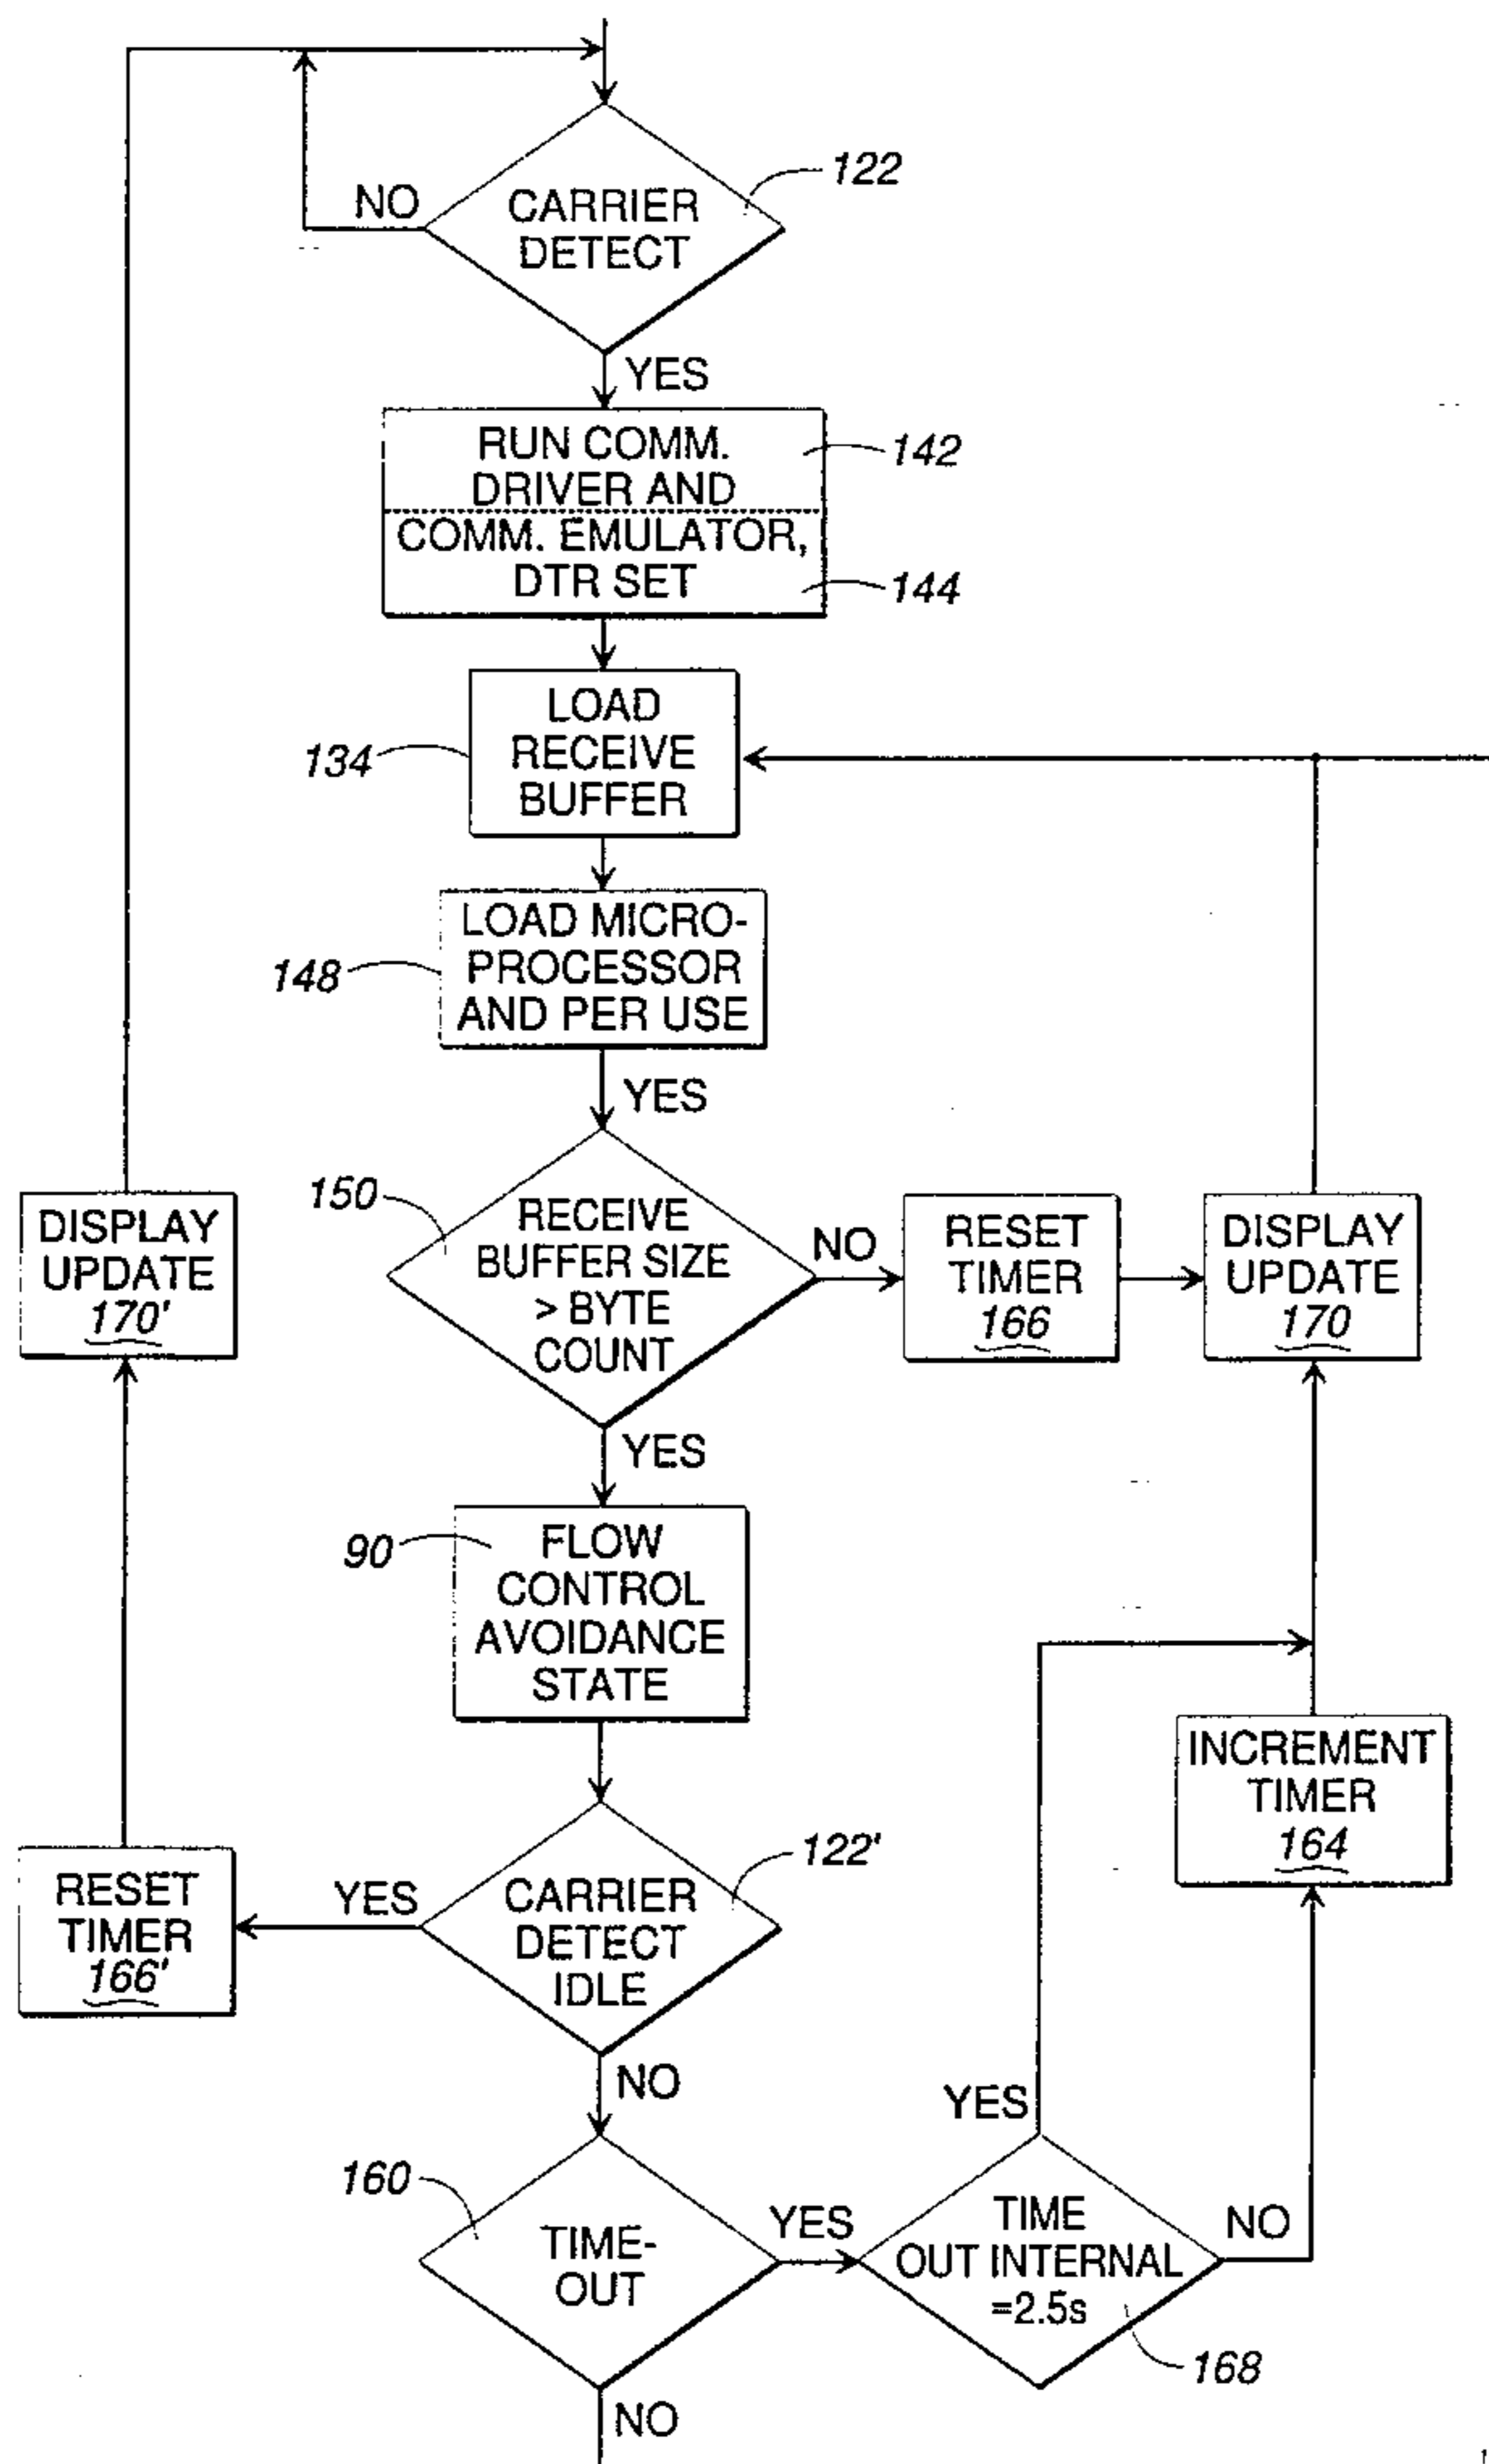 122
NO
CARRIER
DETECT
YES
RUN COMM.
DRIVER AND
142
COMM. EMULATOR,
DTR SET
144
LOAD
RECEIVE
BUFFER
134
LOAD MICRO-
PROCESSOR
AND PER USE
148
YES
150
RECEIVE
BUFFER SIZE
> BYTE
COUNT
NO
RESET
TIMER
166
DISPLAY
UPDATE
170
DISPLAY
UPDATE
170'
YES
90
FLOW
CONTROL
AVOIDANCE
STATE
INCREMENT
TIMER
164
122'
CARRIER
DETECT
IDLE
YES
RESET
TIMER
166'
NO
160
TIME-
OUT
YES
YES
TIME
OUT INTERNAL
=2.5s
NO
168
NO